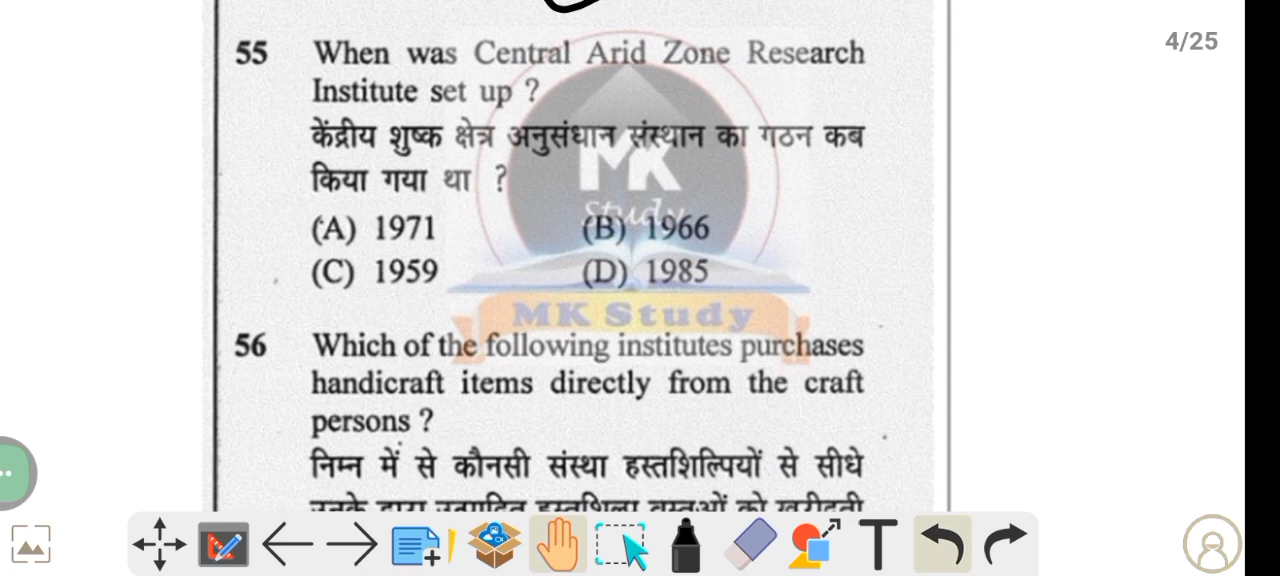 4/25
55 When was Central Arid Zone Research
Institute set up ?
केंद्रीय शुष्क क्षेत्र अनुसंधान संस्थान का गठन कब
किया गया था ?
(A) 1971 (B) 1966
(C) 1959 (D) 1985
MK
Study
MK Study
56 Which of the following institutes purchases
handicraft items directly from the craft
persons ?
निम्न में से कौनसी संस्था हस्तशिल्पियों से सीधे